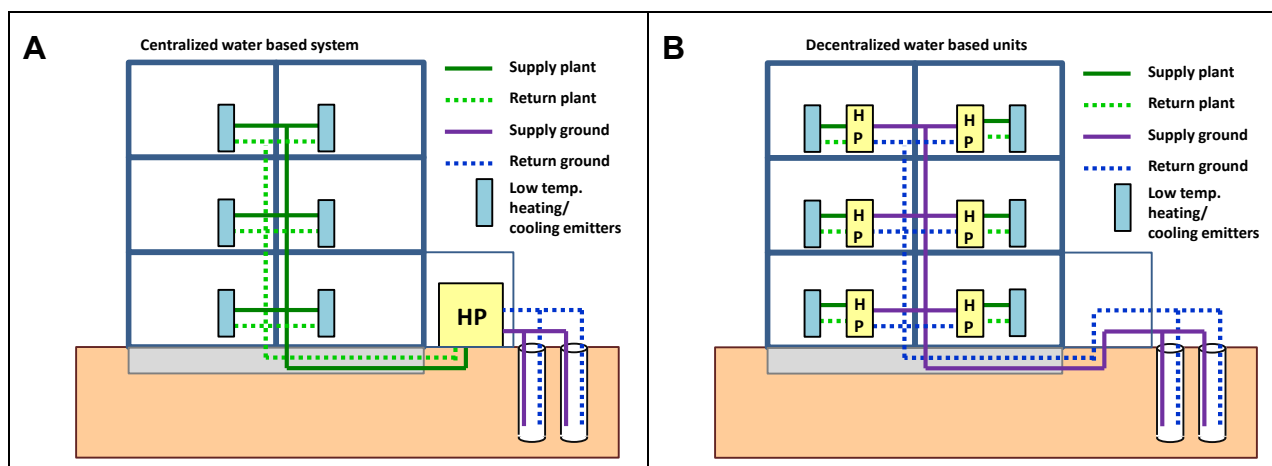 A
Centralized water based system
Supply plant
Return plant
Supply ground
Return ground
Low temp.
heating/
cooling emitters
HP
B
Decentralized water based units
Supply plant
Return plant
Supply ground
Return ground
Low temp.
heating/
cooling emitters
H
P
H
P
H
P
H
P
H
P
H
P